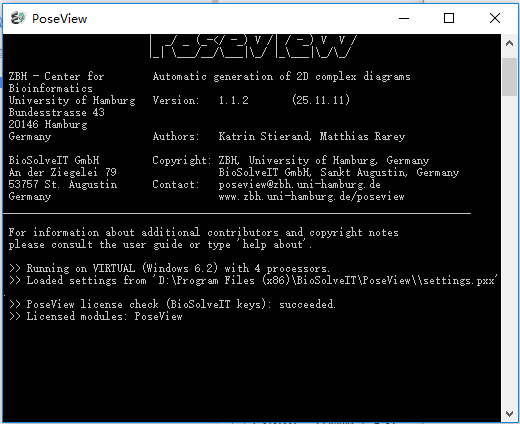 PoseView
PoseView
ZBH - Center for Automatic generation of 2D complex diagrams
Bioinformatics
University of Hamburg Version: 1.1.2 (25.11.11)
Bundesstrasse 43
20146 Hamburg
Germany Authors: Katrin Stierand, Matthias Rarey
BioSolveIT GmbH Copyright: ZBH, University of Hamburg, Germany
An der Ziegelei 79 BioSolveIT GmbH, Sankt Augustin, Germany
53757 St. Augustin Contact: poseview@zbh.uni-hamburg.de
Germany www.zbh.uni-hamburg.de/poseview
For information about additional contributors and copyright notes
please consult the user guide or type 'help about'.
>> Running on VIRTUAL (Windows 6.2) with 4 processors.
>> Loaded settings from 'D:\Program Files (x86)\BioSolveIT\PoseView\\settings.pxx'
.
>> PoseView license check (BioSolveIT keys): succeeded.
>> Licensed modules: PoseView